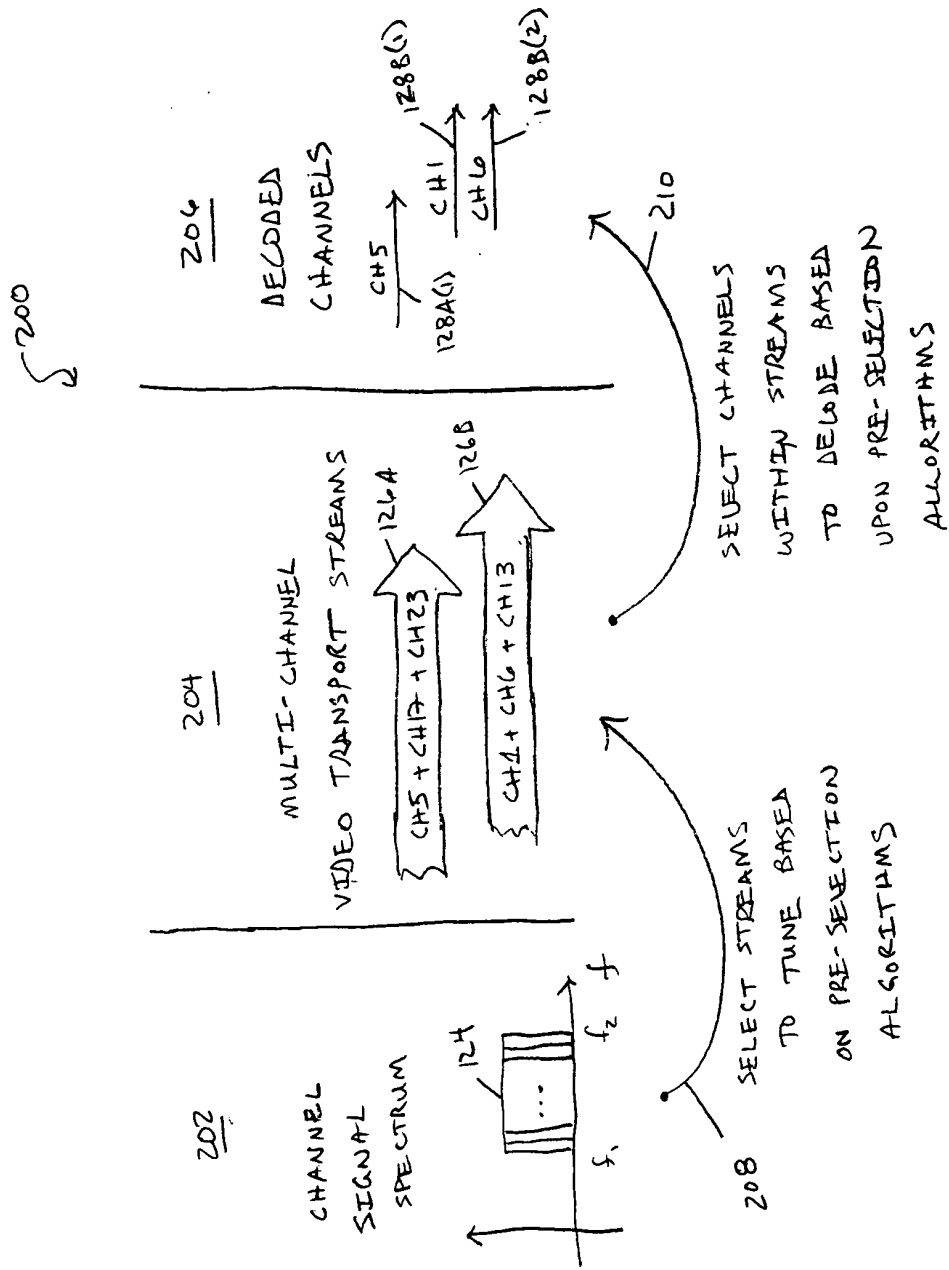 200
202
CHANNEL
SIGNAL
SPECTRUM
124
f₁
f₂
f
204
MULTI-CHANNEL
VIDEO TRANSPORT STREAMS
126A
CH5 + CH17 + CH23
126B
CH1 + CH6 + CH13
206
DECODED
CHANNELS
CH5
128A(1)
CH1
128B(1)
CH6
128B(2)
208
SELECT STREAMS
TO TUNE BASED
ON PRE-SELECTION
ALGORITHMS
210
SELECT CHANNELS
WITHIN STREAMS
TO DECODE BASED
UPON PRE-SELECTION
ALGORITHMS